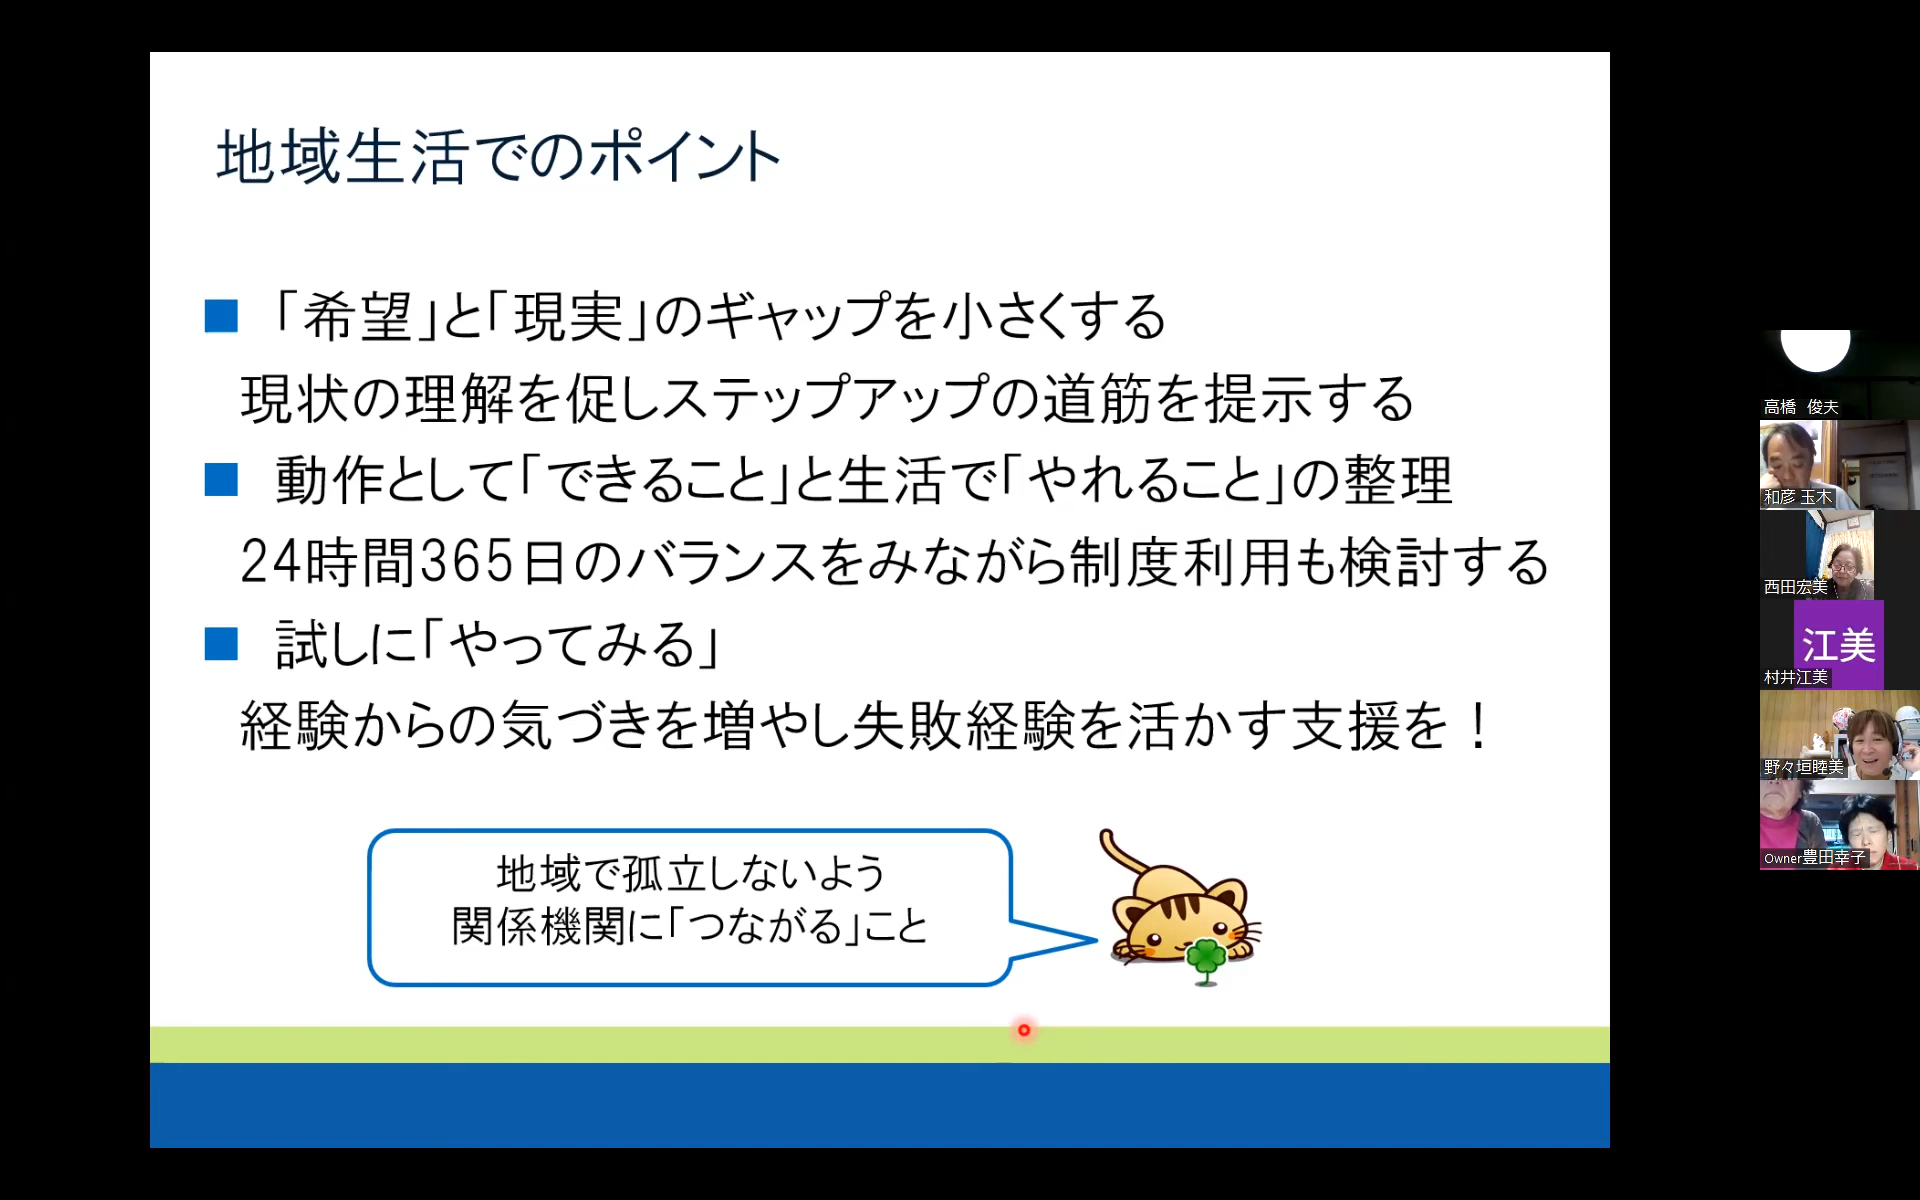 地域生活でのポイント
「希望」と「現実」のギャップを小さくする
現状の理解を促しステップアップの道筋を提示する
動作として「できること」と生活で「やれること」の整理
24時間365日のバランスをみながら制度利用も検討する
試しに「やってみる」
経験からの気づきを増やし失敗経験を活かす支援を！
地域で孤立しないよう
関係機関に「つながる」こと
高橋 俊夫
和彦 玉木
西田宏美
江美
村井江美
野々垣睦美
Owner豊田幸子